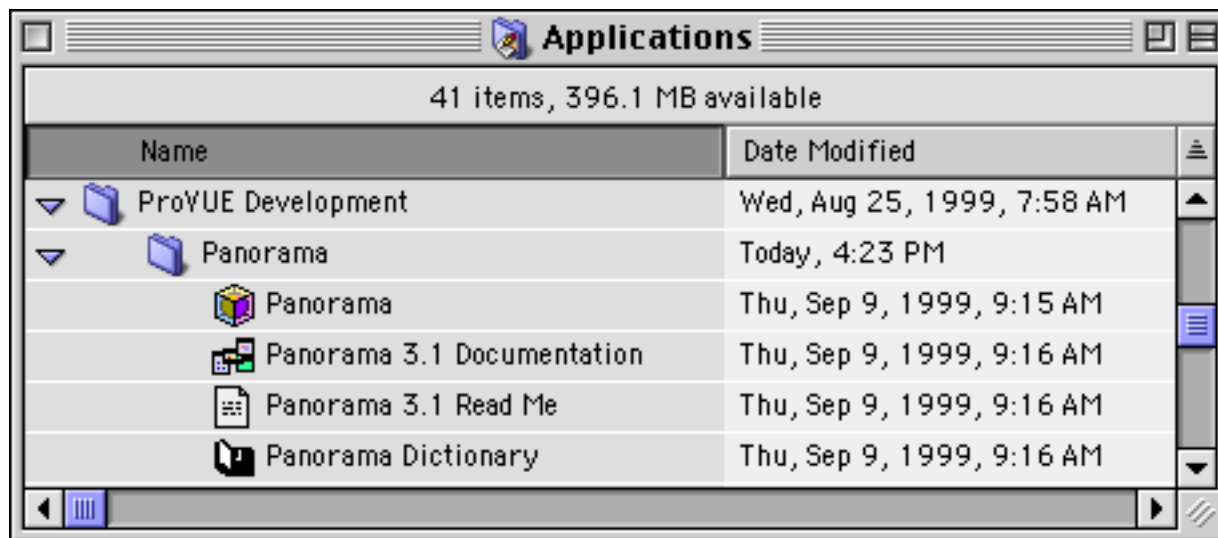 Applications
41 items, 396.1 MB available
Name Date Modified
ProVUE Development Wed, Aug 25, 1999, 7:58 AM
Panorama Today, 4:23 PM
Panorama Thu, Sep 9, 1999, 9:15 AM
Panorama 3.1 Documentation Thu, Sep 9, 1999, 9:16 AM
Panorama 3.1 Read Me Thu, Sep 9, 1999, 9:16 AM
Panorama Dictionary Thu, Sep 9, 1999, 9:16 AM